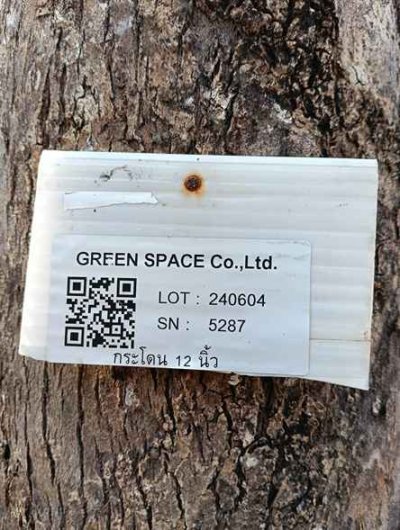 GREEN SPACE Co.,Ltd.
LOT : 240604
SN : 5287
กระโดน 12 นิ้ว